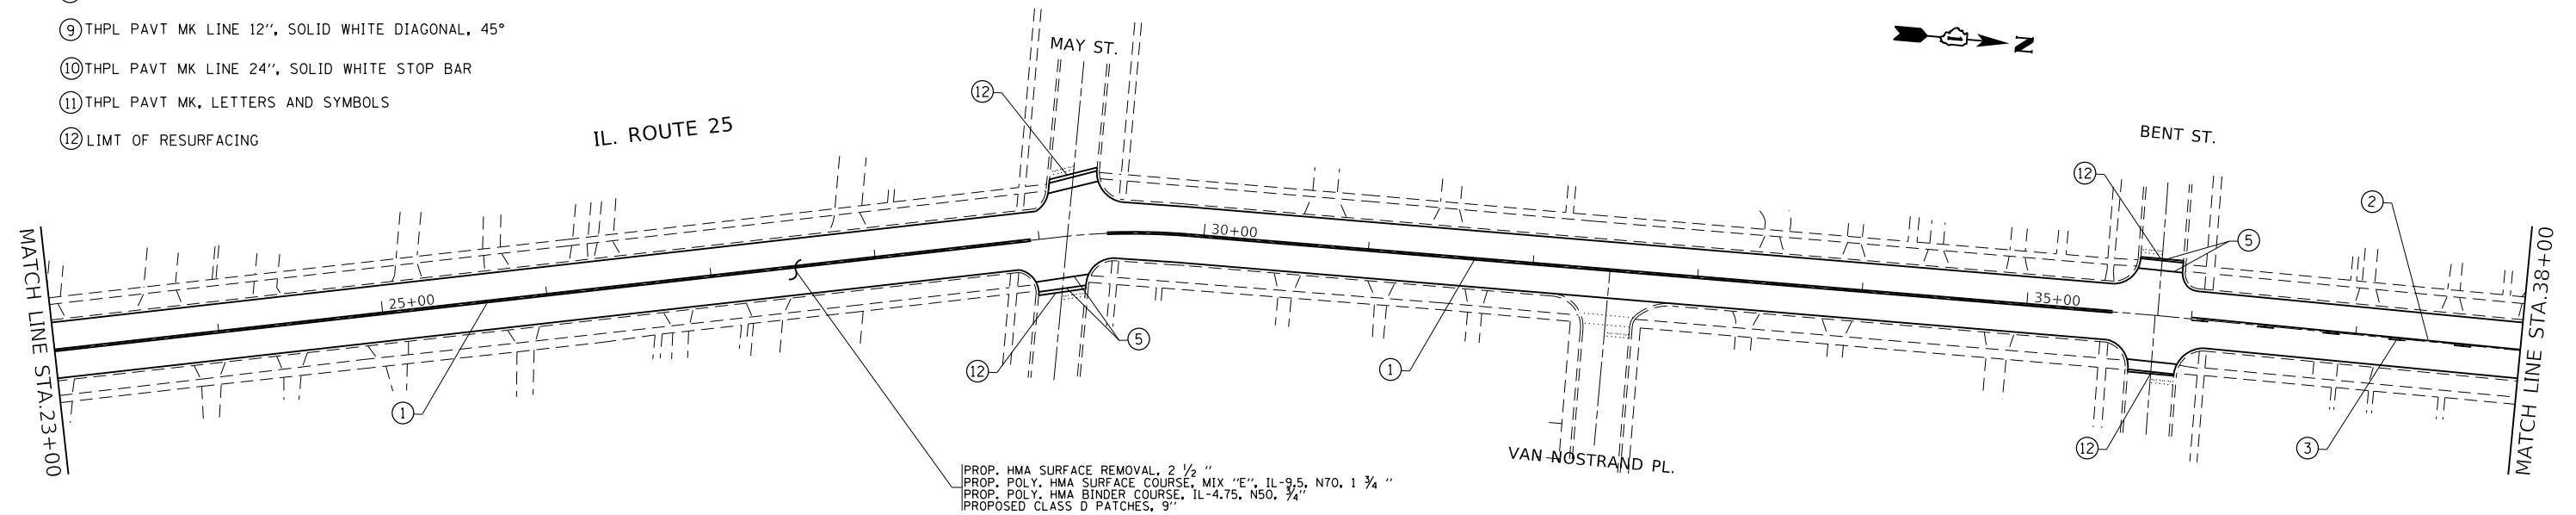 9 THPL PAVT MK LINE 12", SOLID WHITE DIAGONAL, 45°
10 THPL PAVT MK LINE 24", SOLID WHITE STOP BAR
11 THPL PAVT MK, LETTERS AND SYMBOLS
12 LIMT OF RESURFACING
IL. ROUTE 25
MAY ST.
12
N
BENT ST.
12
2
5
MATCH LINE STA.23+00
25+00
30+00
35+00
MATCH LINE STA.38+00
1
12
5
1
VAN NOSTRAND PL.
12
3
PROP. HMA SURFACE REMOVAL, 2 ½ "
PROP. POLY. HMA SURFACE COURSE, MIX "E", IL-9.5, N70, 1 ¾ "
PROP. POLY. HMA BINDER COURSE, IL-4.75, N50, ¾"
PROPOSED CLASS D PATCHES, 9"